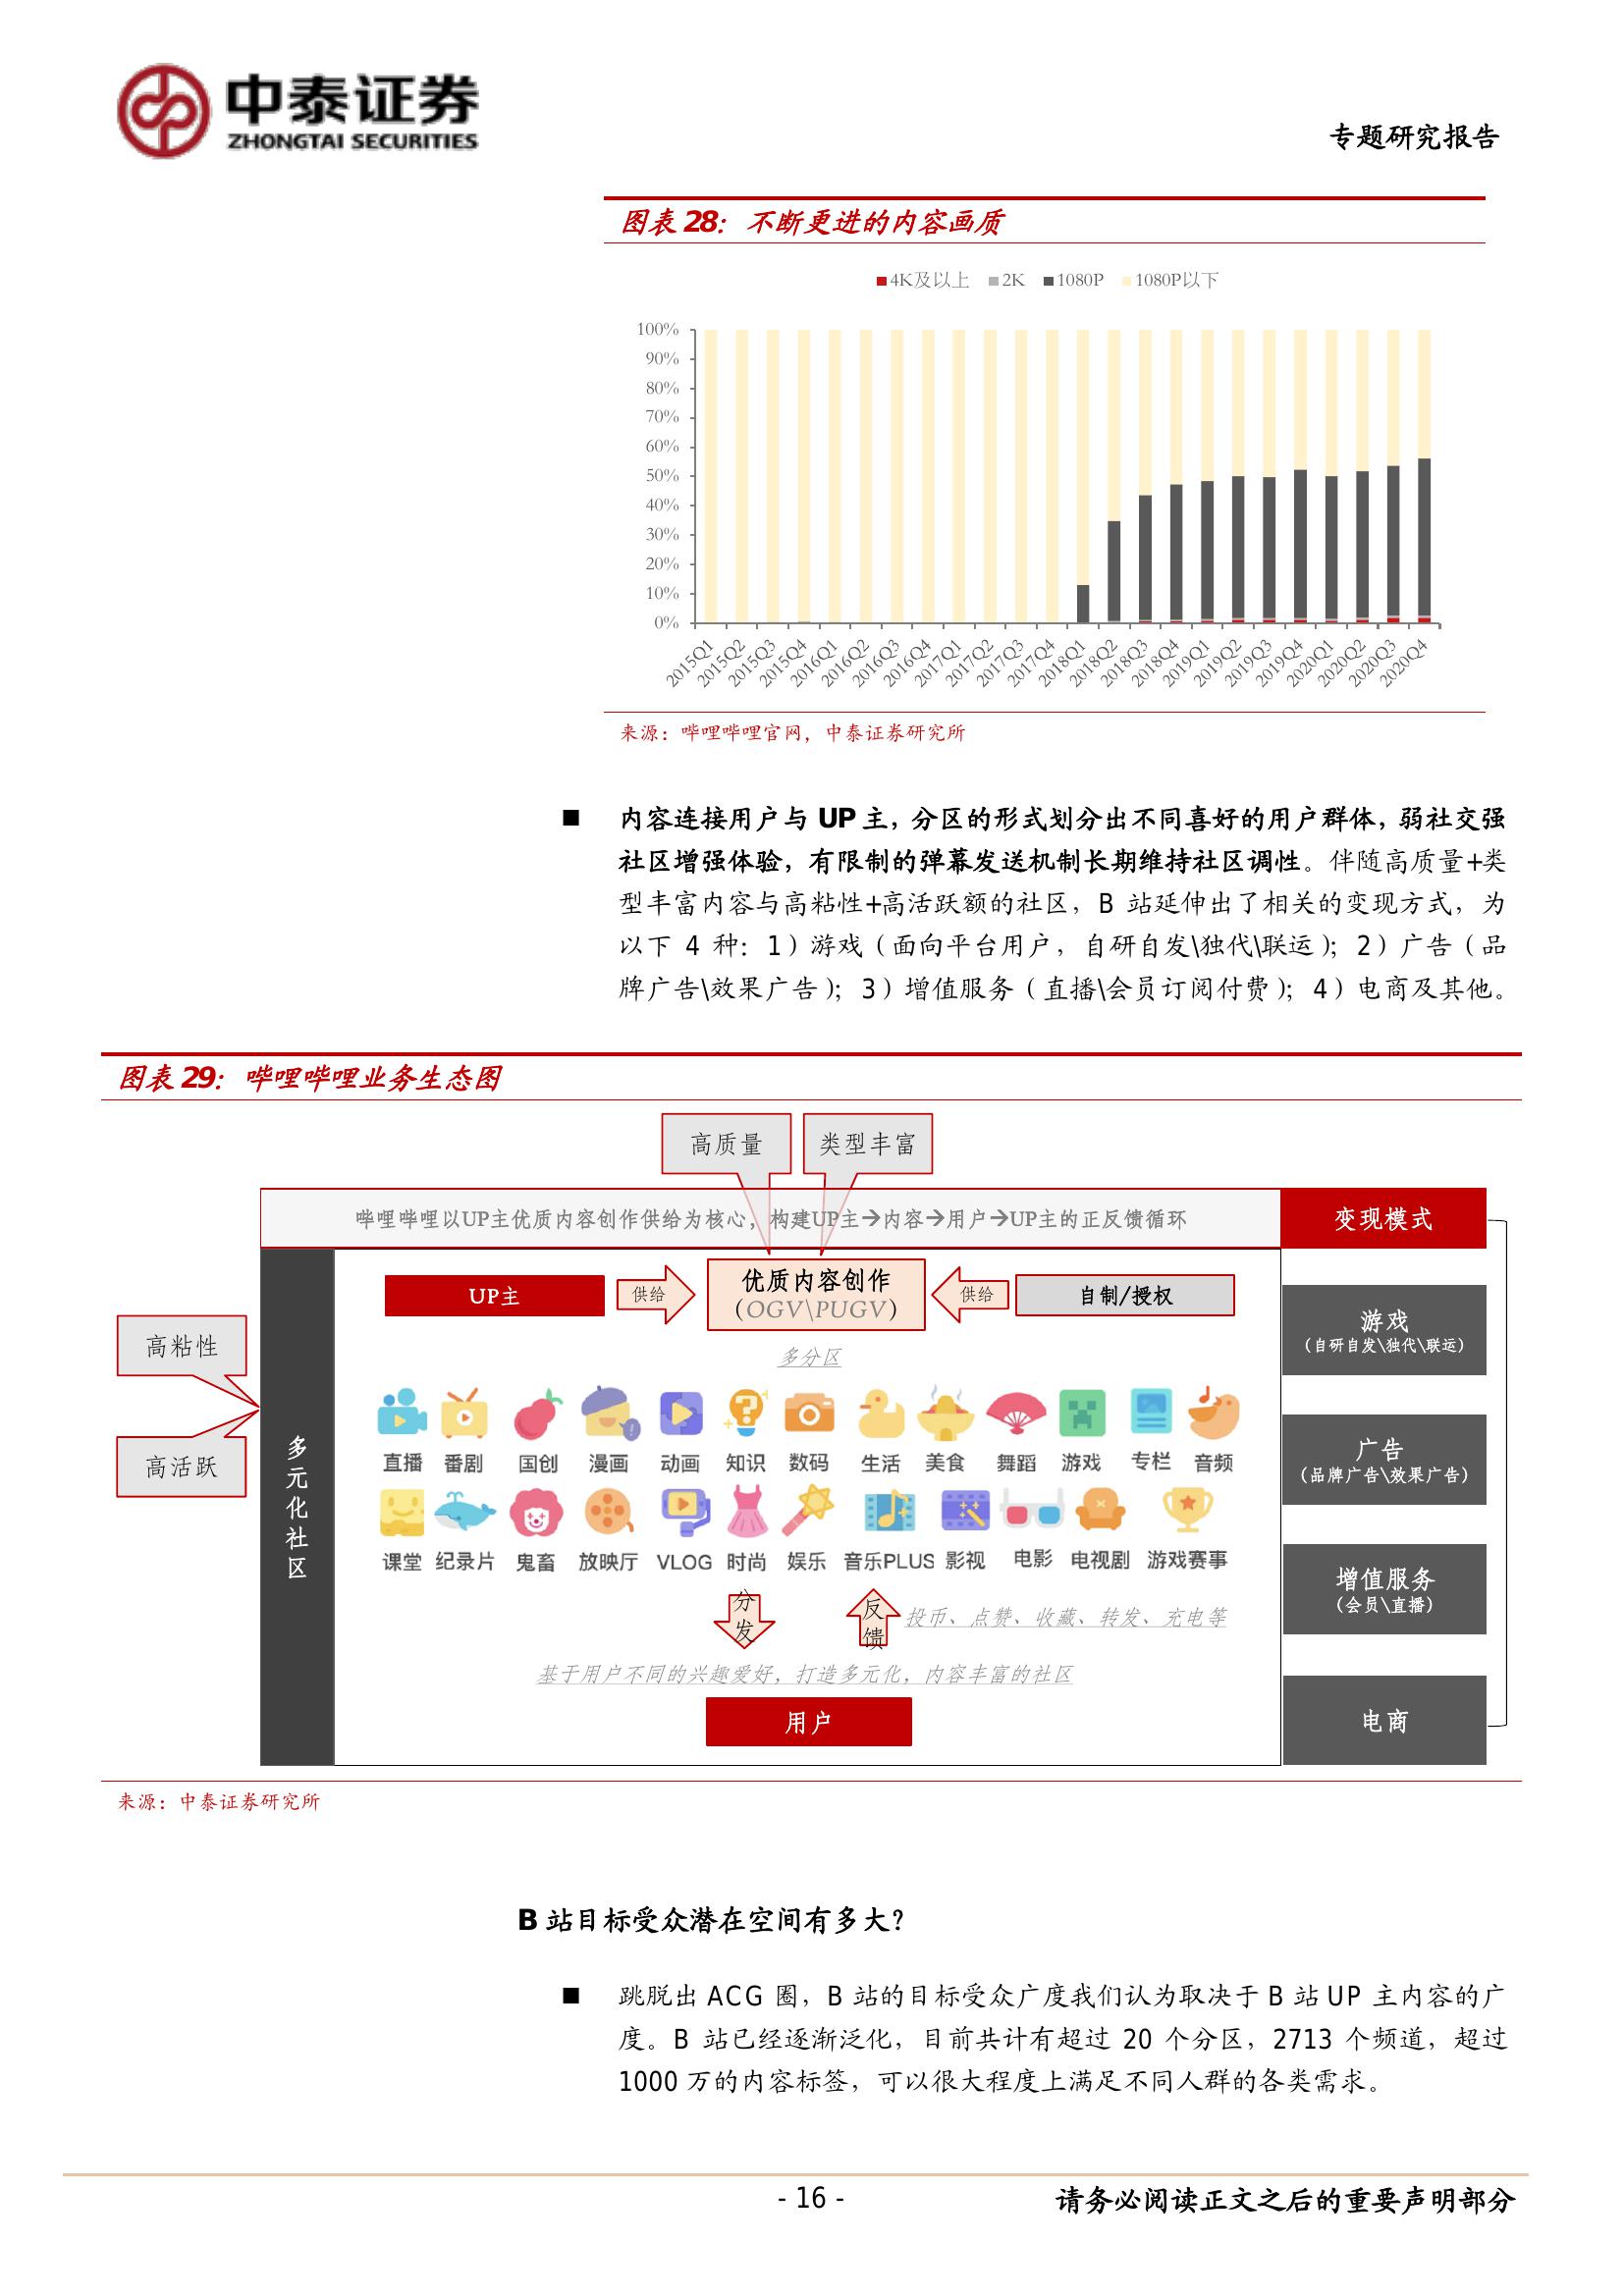 中泰证券
ZHONGTAI SECURITIES
专题研究报告
图表28：不断更进的内容画质
4K及以上 2K 1080P 1080P以下
100%
90%
80%
70%
60%
50%
40%
30%
20%
10%
0%
2015Q1 2015Q2 2015Q3 2015Q4 2016Q1 2016Q2 2016Q3 2016Q4 2017Q1 2017Q2 2017Q3 2017Q4 2018Q1 2018Q2 2018Q3 2018Q4 2019Q1 2019Q2 2019Q3 2019Q4 2020Q1 2020Q2 2020Q3 2020Q4
来源：哔哩哔哩官网，中泰证券研究所
■ 内容连接用户与 UP 主，分区的形式划分出不同喜好的用户群体，弱社交强
社区增强体验，有限制的弹幕发送机制长期维持社区调性。伴随高质量+类
型丰富内容与高粘性+高活跃额的社区，B 站延伸出了相关的变现方式，为
以下 4 种：1）游戏（面向平台用户，自研自发\独代\联运）；2）广告（品
牌广告\效果广告）；3）增值服务（直播\会员订阅付费）；4）电商及其他。
图表29：哔哩哔哩业务生态图
高质量 类型丰富
哔哩哔哩以UP主优质内容创作供给为核心，构建UP主→内容→用户→UP主的正反馈循环
变现模式
UP主 供给 优质内容创作 供给 自制/授权
（OGV\PUGV）
多分区
高粘性
高活跃
多元化社区
直播 番剧 国创 漫画 动画 知识 数码 生活 美食 舞蹈 游戏 专栏 音频
课堂 纪录片 鬼畜 放映厅 VLOG 时尚 娱乐 音乐PLUS 影视 电影 电视剧 游戏赛事
分发 反馈 投币、点赞、收藏、转发、充电等
基于用户不同的兴趣爱好，打造多元化，内容丰富的社区
用户
游戏
（自研自发\独代\联运）
广告
（品牌广告\效果广告）
增值服务
（会员\直播）
电商
来源：中泰证券研究所
B 站目标受众潜在空间有多大？
■ 跳脱出 ACG 圈，B 站的目标受众广度我们认为取决于 B 站 UP 主内容的广
度。B 站已经逐渐泛化，目前共计有超过 20 个分区，2713 个频道，超过
1000 万的内容标签，可以很大程度上满足不同人群的各类需求。
- 16 -
请务必阅读正文之后的重要声明部分